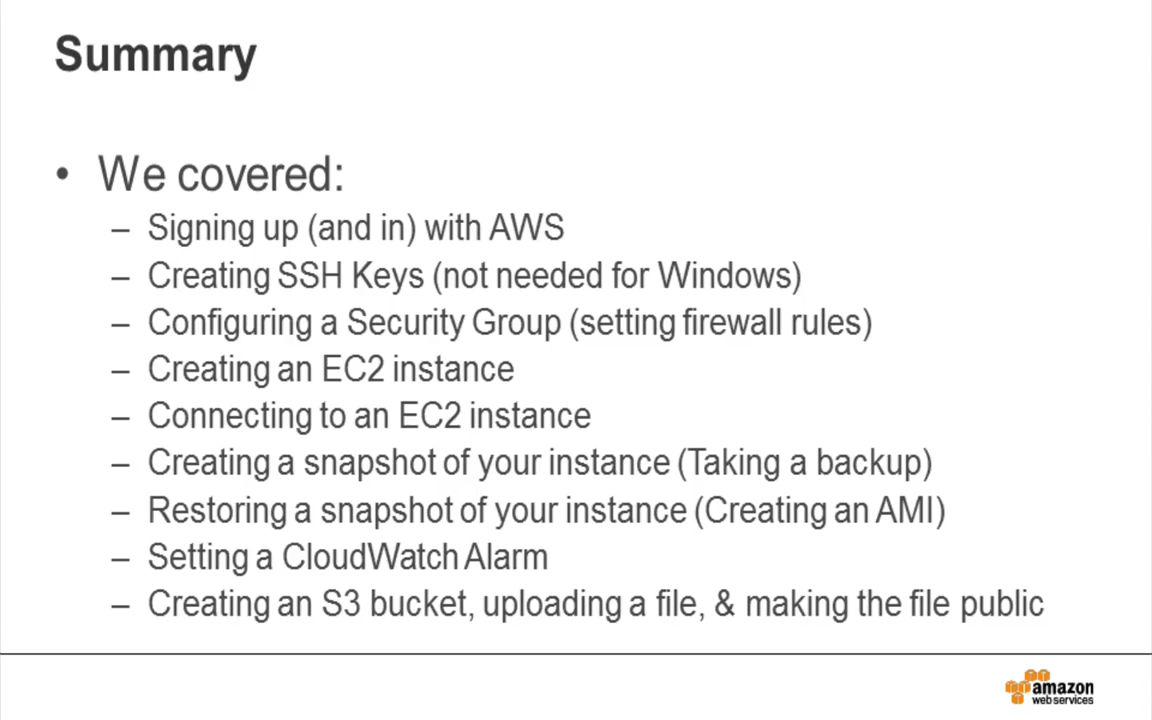 Summary
• We covered:
– Signing up (and in) with AWS
– Creating SSH Keys (not needed for Windows)
– Configuring a Security Group (setting firewall rules)
– Creating an EC2 instance
– Connecting to an EC2 instance
– Creating a snapshot of your instance (Taking a backup)
– Restoring a snapshot of your instance (Creating an AMI)
– Setting a CloudWatch Alarm
– Creating an S3 bucket, uploading a file, & making the file public
amazon
web services